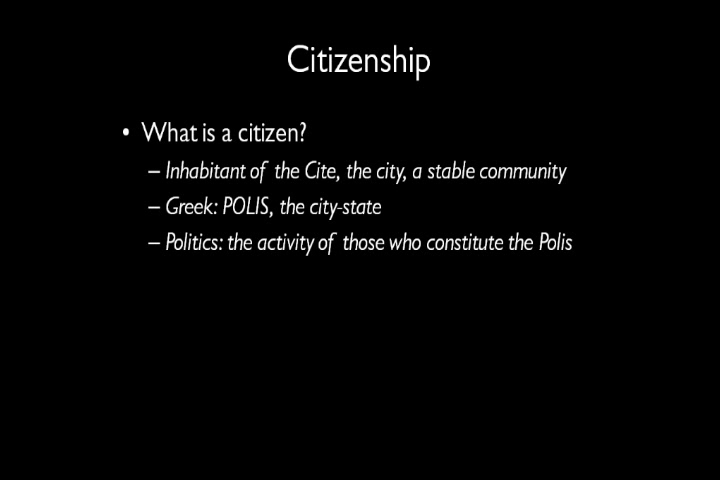 Citizenship
• What is a citizen?
– Inhabitant of the Cite, the city, a stable community
– Greek: POLIS, the city-state
– Politics: the activity of those who constitute the Polis